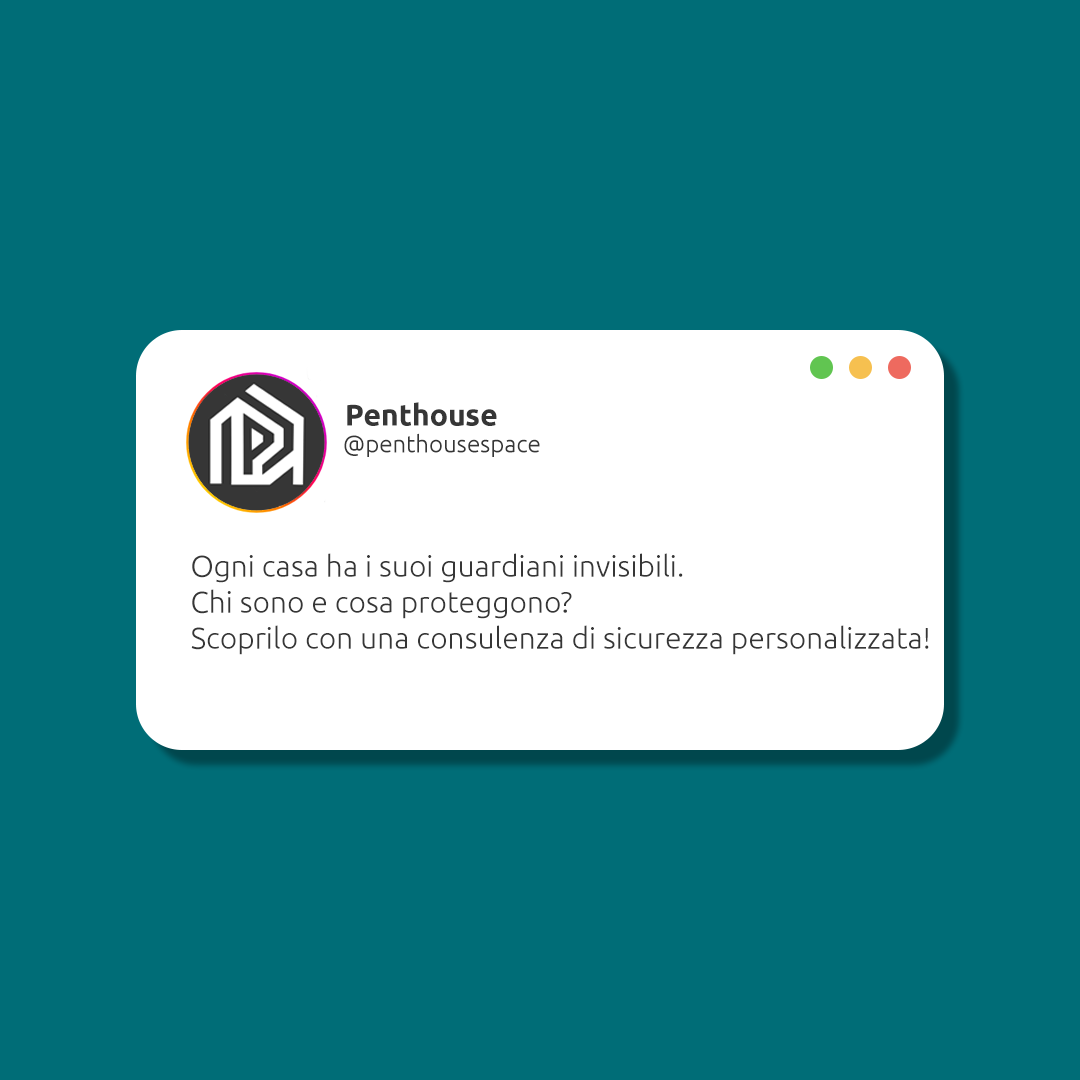 Penthouse
@penthousespace
Ogni casa ha i suoi guardiani invisibili.
Chi sono e cosa proteggono?
Scoprilo con una consulenza di sicurezza personalizzata!